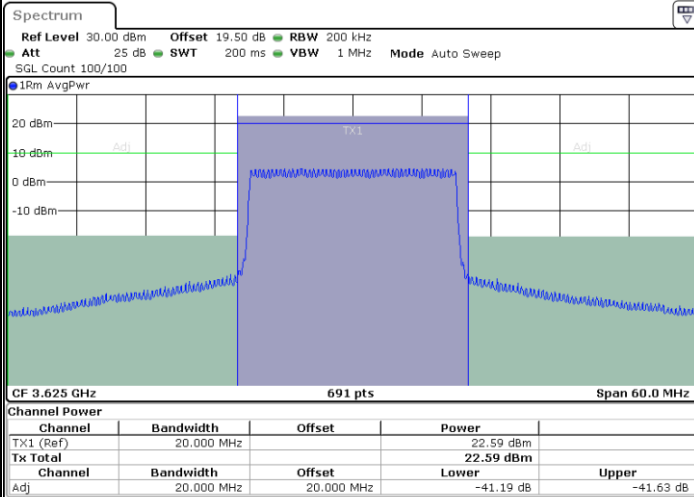 Spectrum
Ref Level 30.00 dBm Offset 19.50 dB RBW 200 kHz
Att 25 dB SWT 200 ms VBW 1 MHz Mode Auto Sweep
SGL Count 100/100
1Rm AvgPwr
20 dBm
TX1
Adj
Adj
10 dBm
0 dBm
-10 dBm
CF 3.625 GHz 691 pts Span 60.0 MHz
Channel Power
Channel Bandwidth Offset Power
TX1 (Ref) 20.000 MHz 22.59 dBm
Tx Total 22.59 dBm
Channel Bandwidth Offset Lower Upper
Adj 20.000 MHz 20.000 MHz -41.19 dB -41.63 dB